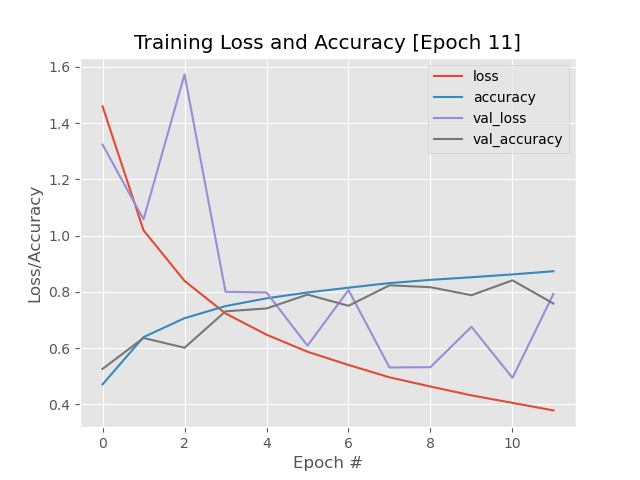 Training Loss and Accuracy [Epoch 11]
loss
accuracy
val_loss
val_accuracy
1.6
1.4
1.2
1.0
0.8
0.6
0.4
Loss/Accuracy
0 2 4 6 8 10
Epoch #